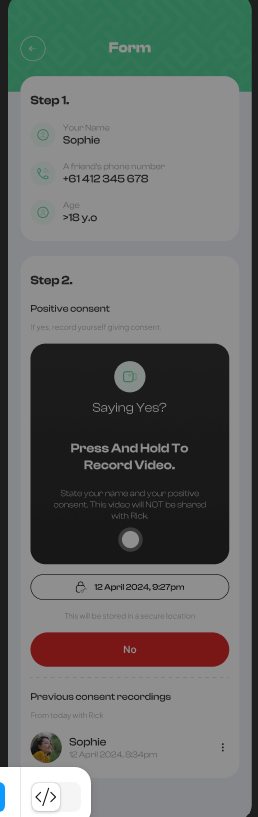 Form
Step 1.
Your Name
Sophie
A friend's phone number
+61 412 345 678
Age
>18 y.o
Step 2.
Positive consent
If yes, record yourself giving consent.
Saying Yes?
Press And Hold To
Record Video.
State your name and your positive
consent. This video will NOT be shared
with Rick.
12 April 2024, 9:27pm
This will be stored in a secure location
No
Previous consent recordings
From today with Rick
Sophie
12 April 2024, 8:34pm
</>